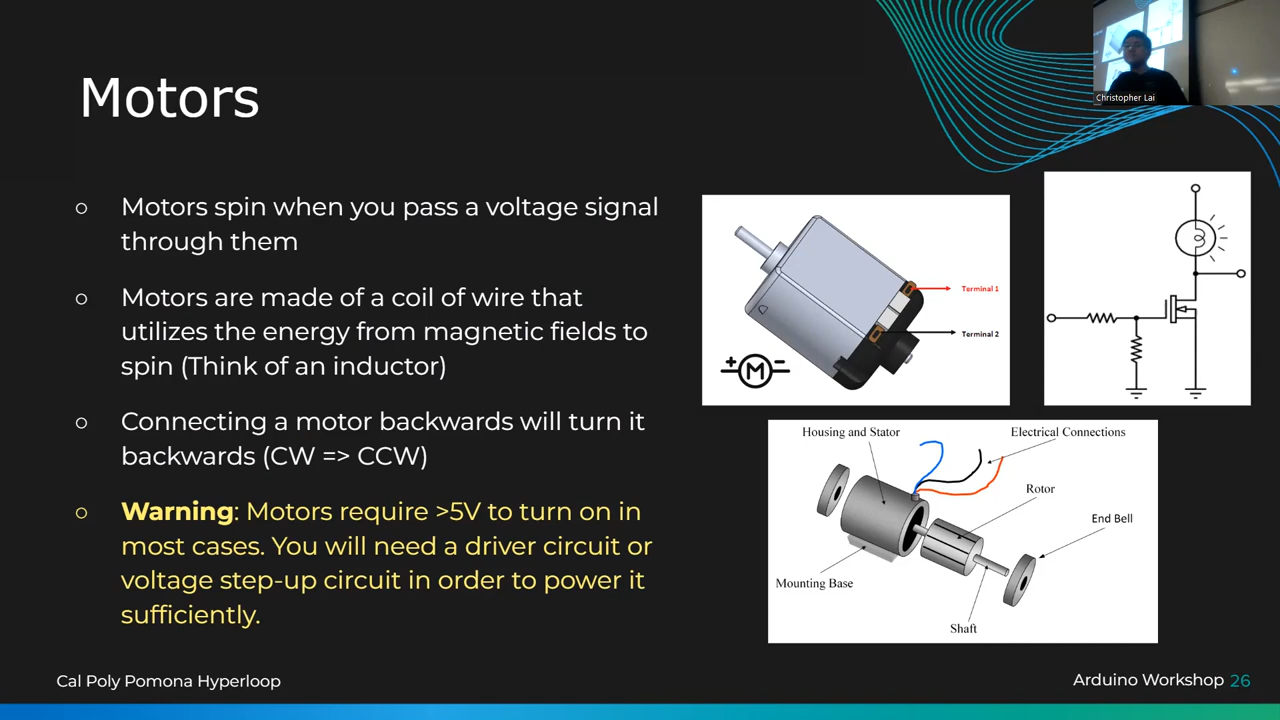 Christopher Lai
Motors
Motors spin when you pass a voltage signal
through them
Motors are made of a coil of wire that
utilizes the energy from magnetic fields to
spin (Think of an inductor)
Connecting a motor backwards will turn it
backwards (CW => CCW)
Warning: Motors require >5V to turn on in
most cases. You will need a driver circuit or
voltage step-up circuit in order to power it
sufficiently.
Terminal 1
Terminal 2
+ M -
Housing and Stator
Electrical Connections
Rotor
End Bell
Mounting Base
Shaft
Cal Poly Pomona Hyperloop
Arduino Workshop 26